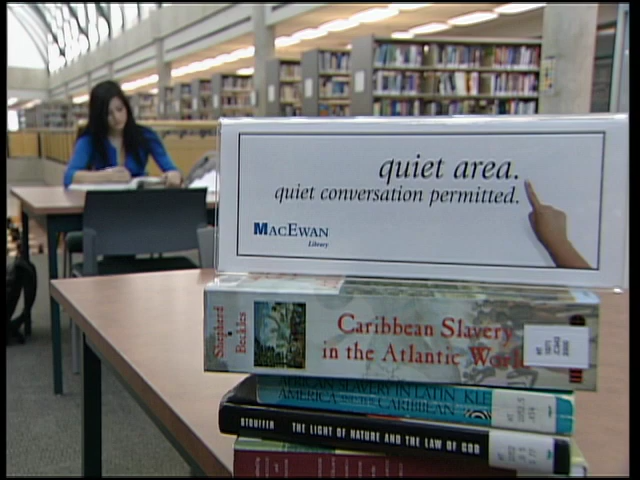 quiet area.
quiet conversation permitted.
MACEWAN
Library
Shepherd
Beckles
Caribbean Slavery
in the Atlantic World
AFRICAN SLAVERY IN LATIN KLE
AMERICA AND THE CARIBBEAN
STOUFFER THE LIGHT OF NATURE AND THE LAW OF GOD